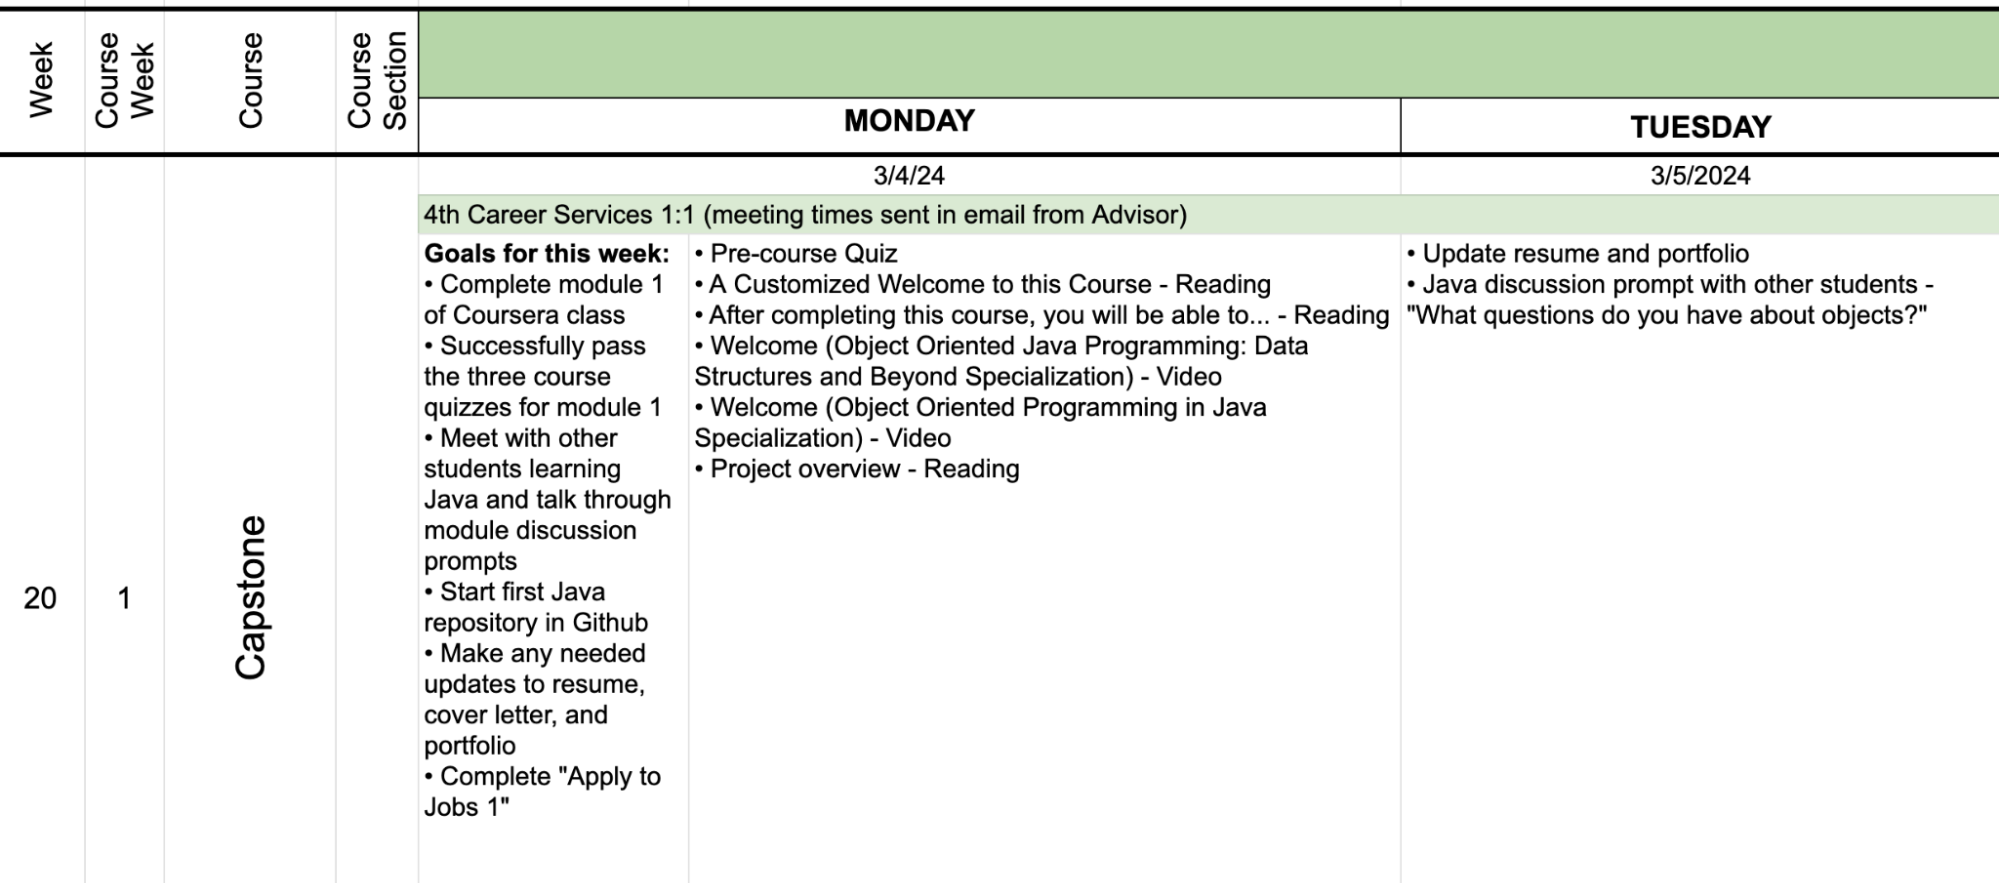 Week
Course
Week
Course
Course
Section
MONDAY
TUESDAY
3/4/24
3/5/2024
4th Career Services 1:1 (meeting times sent in email from Advisor)
20
1
Capstone
Goals for this week:
• Complete module 1
of Coursera class
• Successfully pass
the three course
quizzes for module 1
• Meet with other
students learning
Java and talk through
module discussion
prompts
• Start first Java
repository in Github
• Make any needed
updates to resume,
cover letter, and
portfolio
• Complete "Apply to
Jobs 1"
• Pre-course Quiz
• A Customized Welcome to this Course - Reading
• After completing this course, you will be able to... - Reading
• Welcome (Object Oriented Java Programming: Data
Structures and Beyond Specialization) - Video
• Welcome (Object Oriented Programming in Java
Specialization) - Video
• Project overview - Reading
• Update resume and portfolio
• Java discussion prompt with other students -
"What questions do you have about objects?"